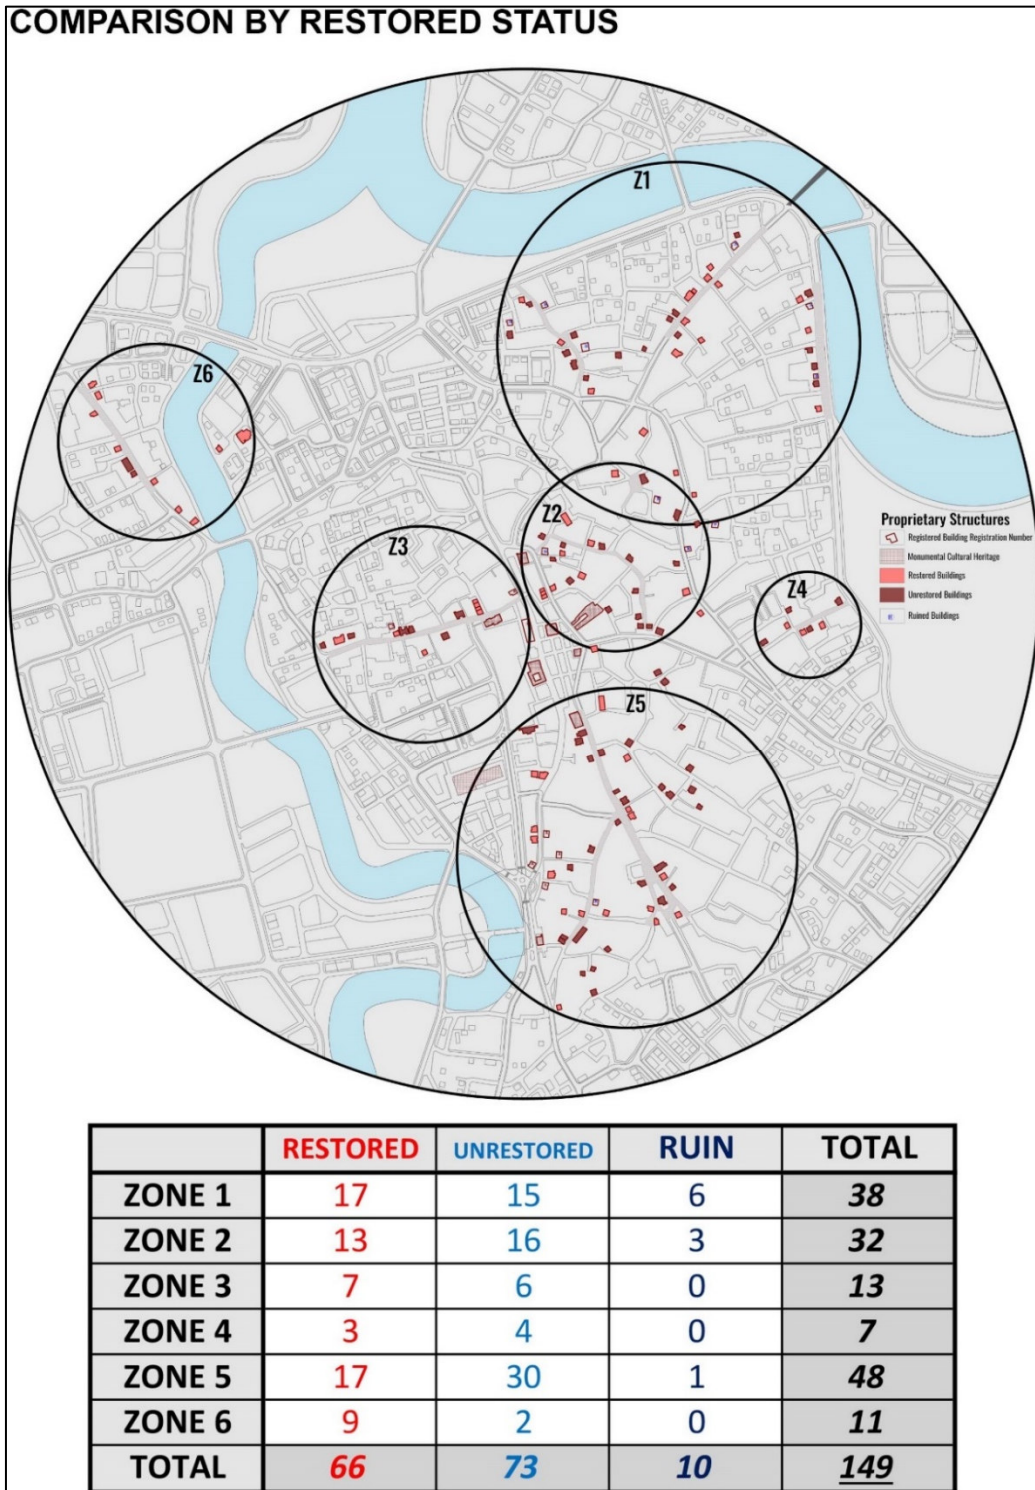 COMPARISON BY RESTORED STATUS
Z1
Z6
Z2
Z3
Z4
Z5
Proprietary Structures
Registered Building Registration Number
Monumental Cultural Heritage
Restered Buildings
Unrestored Buildings
Ruined Buildings
RESTORED UNRESTORED RUIN TOTAL
ZONE 1 17 15 6 38
ZONE 2 13 16 3 32
ZONE 3 7 6 0 13
ZONE 4 3 4 0 7
ZONE 5 17 30 1 48
ZONE 6 9 2 0 11
TOTAL 66 73 10 149